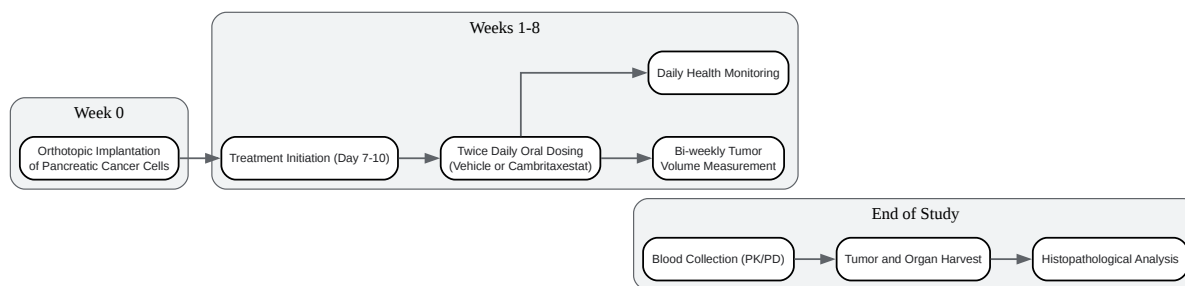 Weeks 1-8
Daily Health Monitoring
Week 0
Orthotopic Implantation
of Pancreatic Cancer Cells
Treatment Initiation (Day 7-10)
Twice Daily Oral Dosing
(Vehicle or Cambritaxestat)
Bi-weekly Tumor
Volume Measurement
End of Study
Blood Collection (PK/PD)
Tumor and Organ Harvest
Histopathological Analysis